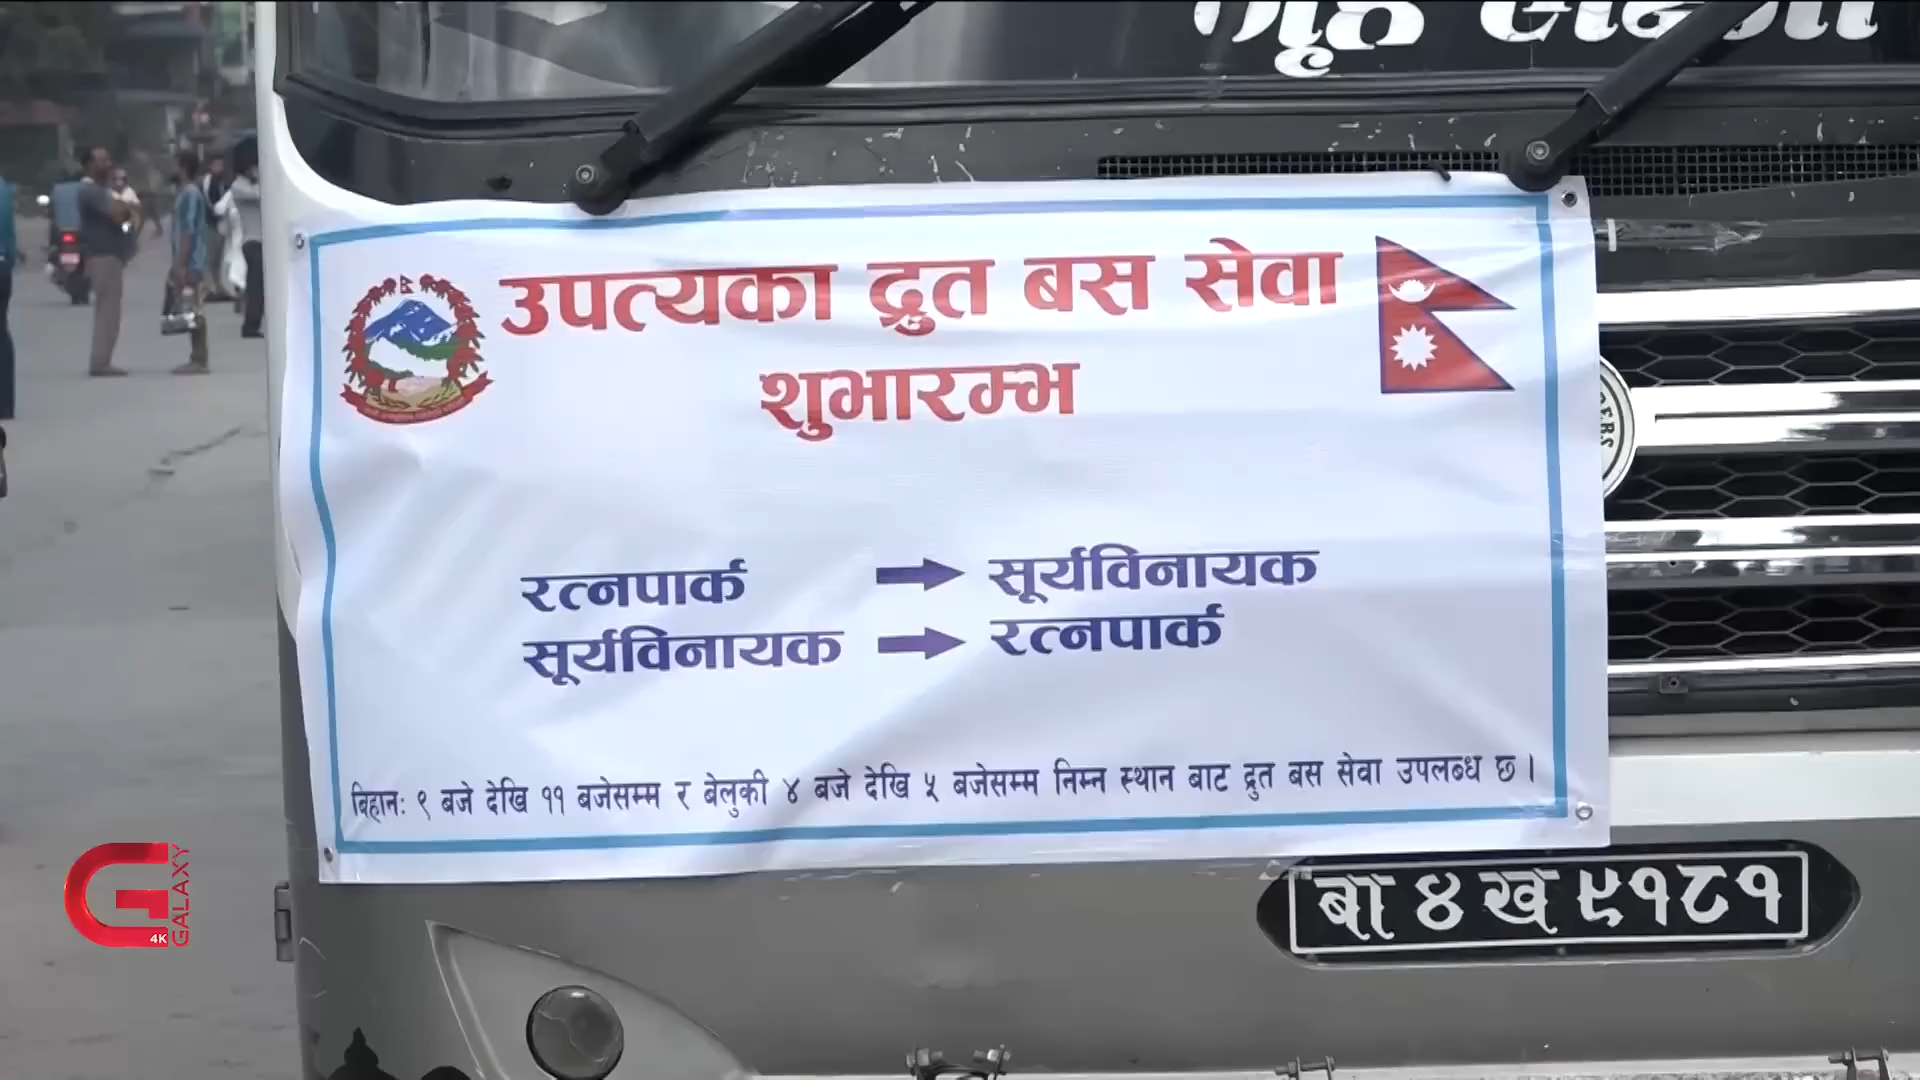 उपत्यका द्रुत बस सेवा
शुभारम्भ
रत्नपार्क → सूर्यविनायक
सूर्यविनायक → रत्नपार्क
बिहानः ९ बजे देखि ११ बजेसम्म र बेलुकी ४ बजे देखि ५ बजेसम्म निम्न स्थान बाट द्रुत बस सेवा उपलब्ध छ ।
बा ४ ख ९१८१
G GALAXY 4K